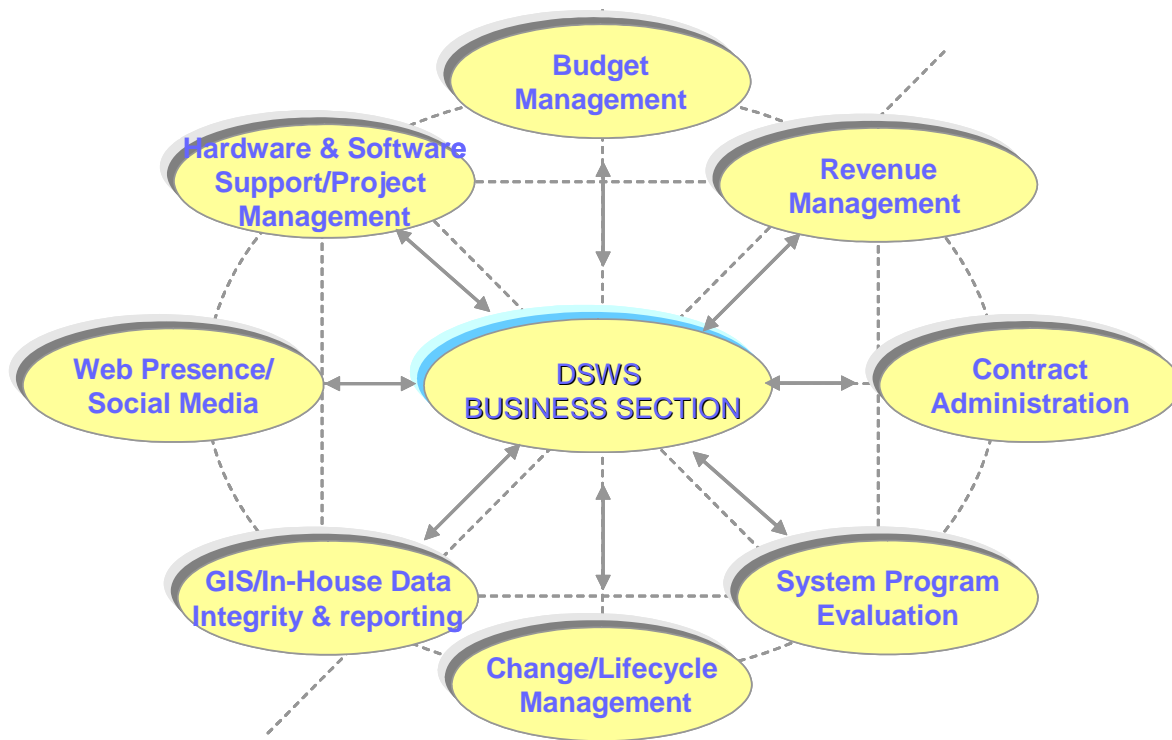 Budget
Management
Hardware & Software
Support/Project
Management
Revenue
Management
Web Presence/
Social Media
DSWS
BUSINESS SECTION
Contract
Administration
GIS/In-House Data
Integrity & reporting
System Program
Evaluation
Change/Lifecycle
Management